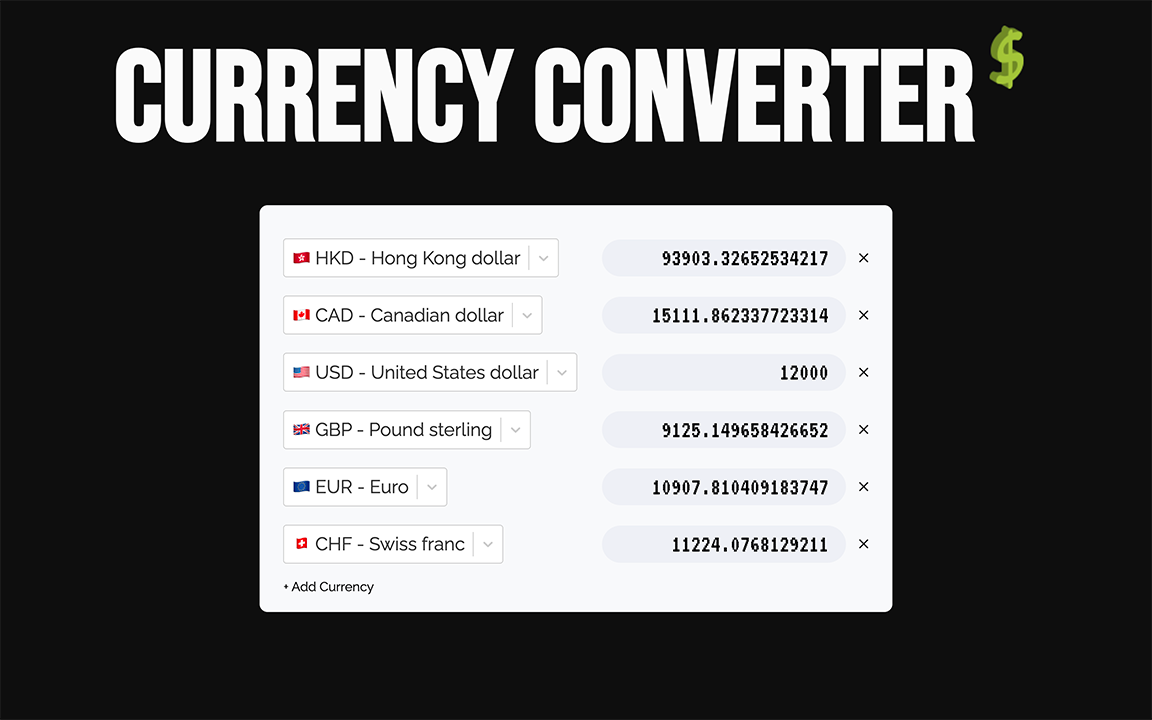 CURRENCY CONVERTER $
HKD - Hong Kong dollar 93903.32652534217 ×
CAD - Canadian dollar 15111.862337723314 ×
USD - United States dollar 12000 ×
GBP - Pound sterling 9125.149658426652 ×
EUR - Euro 10907.810409183747 ×
CHF - Swiss franc 11224.0768129211 ×
+ Add Currency